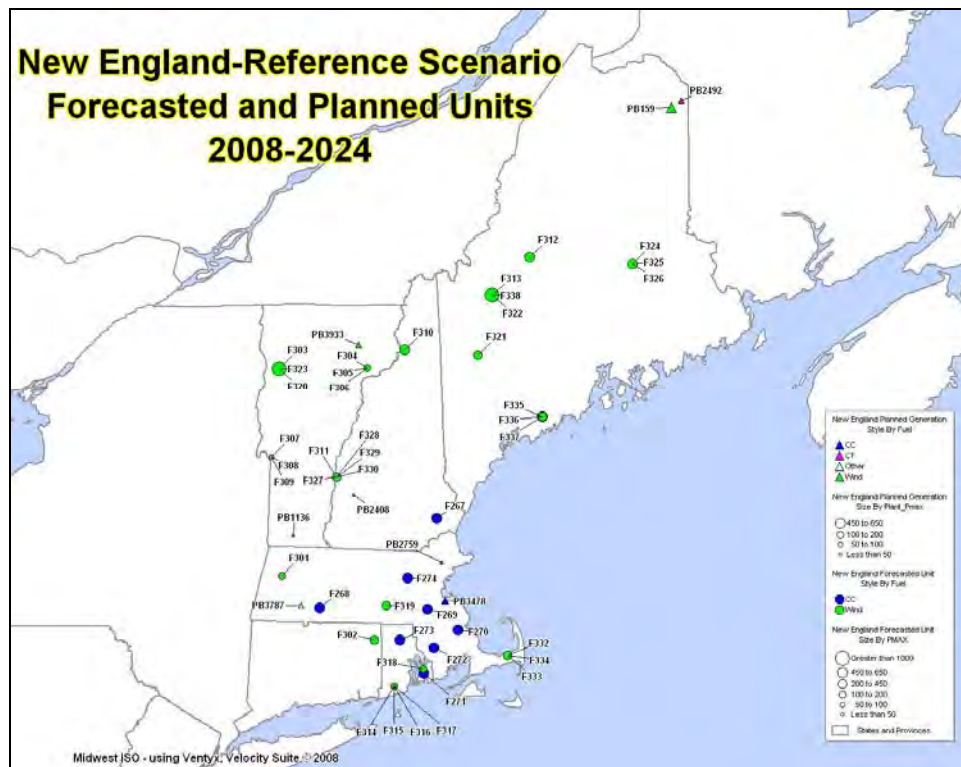 New England-Reference Scenario
Forecasted and Planned Units
2008-2024
PB2492
PB159
F312
F324
F325
F326
F313
F338
F322
PB3933
F310
F321
F303
F304
F323
F305
F320
F306
F335
F336
F337
F307
F308
F309
F328
F311
F329
F330
F327
PB2408
F267
PB1136
PB2759
F301
F274
PB3787
F268
F319
PB3478
F269
F302
F273
F270
F272
F332
F334
F333
F318
F271
F314
F315
F316
F317
New England Planned Generation
Style By Fuel
CC
CT
Other
Wind
New England Planned Generation
Size By Plant_Pmax
450 to 650
100 to 200
50 to 100
Less than 50
New England Forecasted Unit
Style By Fuel
CC
Wind
New England Forecasted Unit
Size By PMAX
Greater than 1000
450 to 650
200 to 450
100 to 200
50 to 100
Less than 50
States and Provinces
Midwest ISO - using Ventyx, Velocity Suite © 2008